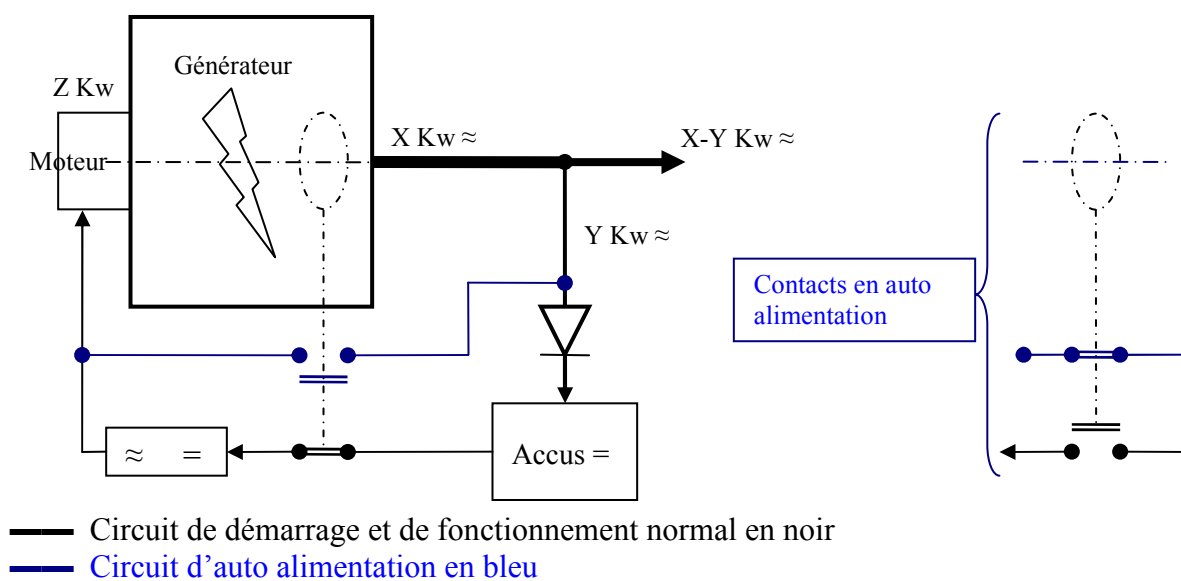 Générateur
Z Kw
Moteur
X Kw ≈
X-Y Kw ≈
Y Kw ≈
Contacts en auto
alimentation
≈ =
Accus =
Circuit de démarrage et de fonctionnement normal en noir
Circuit d’auto alimentation en bleu